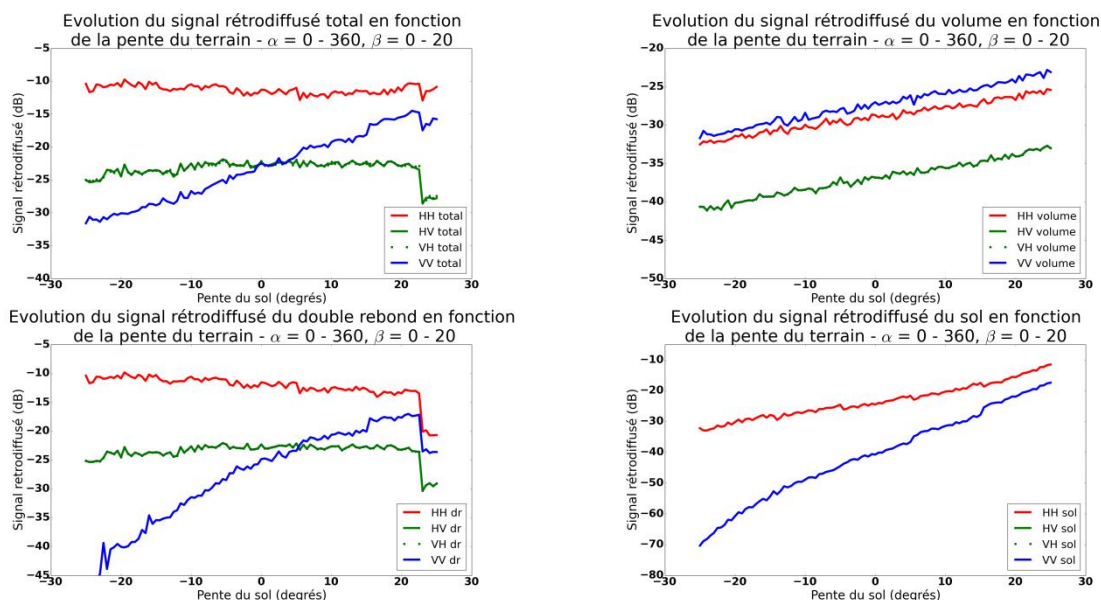 Evolution du signal rétrodiffusé total en fonction
de la pente du terrain - α = 0 - 360, β = 0 - 20
Signal rétrodiffusé (dB)
−5
−10
−15
−20
−25
−30
−35
−40
HH total
HV total
VH total
VV total
−30
−20
−10
0
10
20
30
Pente du sol (degrés)
Evolution du signal rétrodiffusé du volume en fonction
de la pente du terrain - α = 0 - 360, β = 0 - 20
Signal rétrodiffusé (dB)
−20
−25
−30
−35
−40
−45
−50
HH volume
HV volume
VH volume
VV volume
−30
−20
−10
0
10
20
30
Pente du sol (degrés)
Evolution du signal rétrodiffusé du double rebond en fonction
de la pente du terrain - α = 0 - 360, β = 0 - 20
Signal retrodiffusé (dB)
−5
−10
−15
−20
−25
−30
−35
−40
−45
HH dr
HV dr
VH dr
VV dr
−30
−20
−10
0
10
20
30
Pente du sol (degrés)
Evolution du signal rétrodiffusé du sol en fonction
de la pente du terrain - α = 0 - 360, β = 0 - 20
Signal rétrodiffusé (dB)
−10
−20
−30
−40
−50
−60
−70
−80
HH sol
HV sol
VH sol
VV sol
−30
−20
−10
0
10
20
30
Pente du sol (degrés)